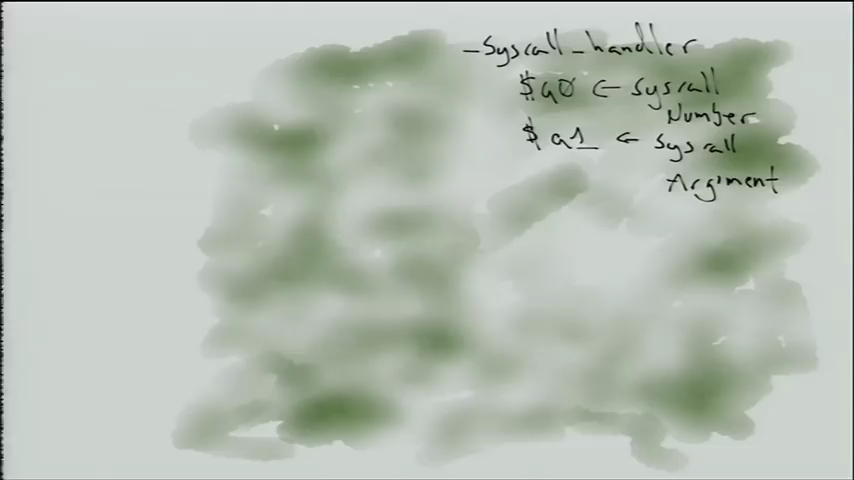 _Syscall_handler
$a0 ← Syscall
Number
$a1 ← Syscall
Argument